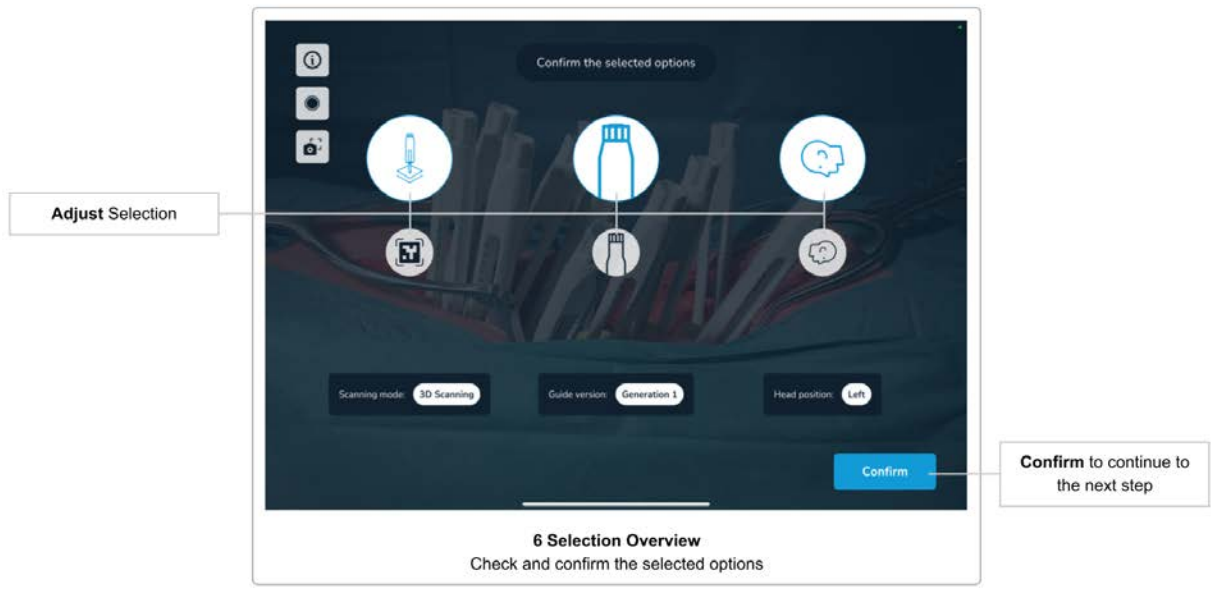 Confirm the selected options
Adjust Selection
Scanning mode: 3D Scanning
Guide version: Generation 1
Head position: Left
Confirm
Confirm to continue to
the next step
6 Selection Overview
Check and confirm the selected options